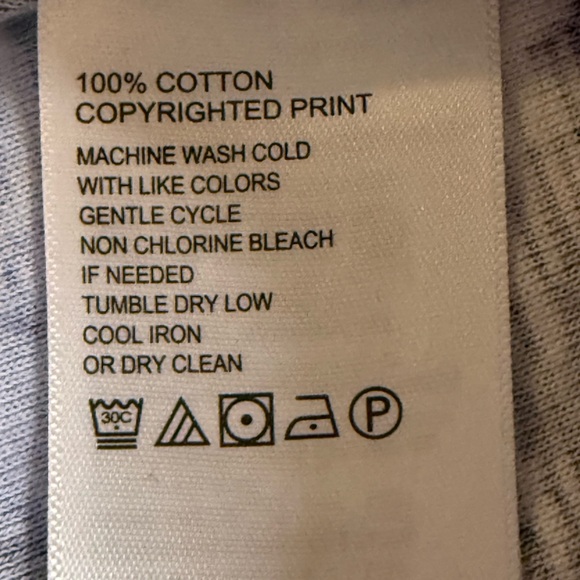 100% COTTON
COPYRIGHTED PRINT
MACHINE WASH COLD
WITH LIKE COLORS
GENTLE CYCLE
NON CHLORINE BLEACH
IF NEEDED
TUMBLE DRY LOW
COOL IRON
OR DRY CLEAN
30C P